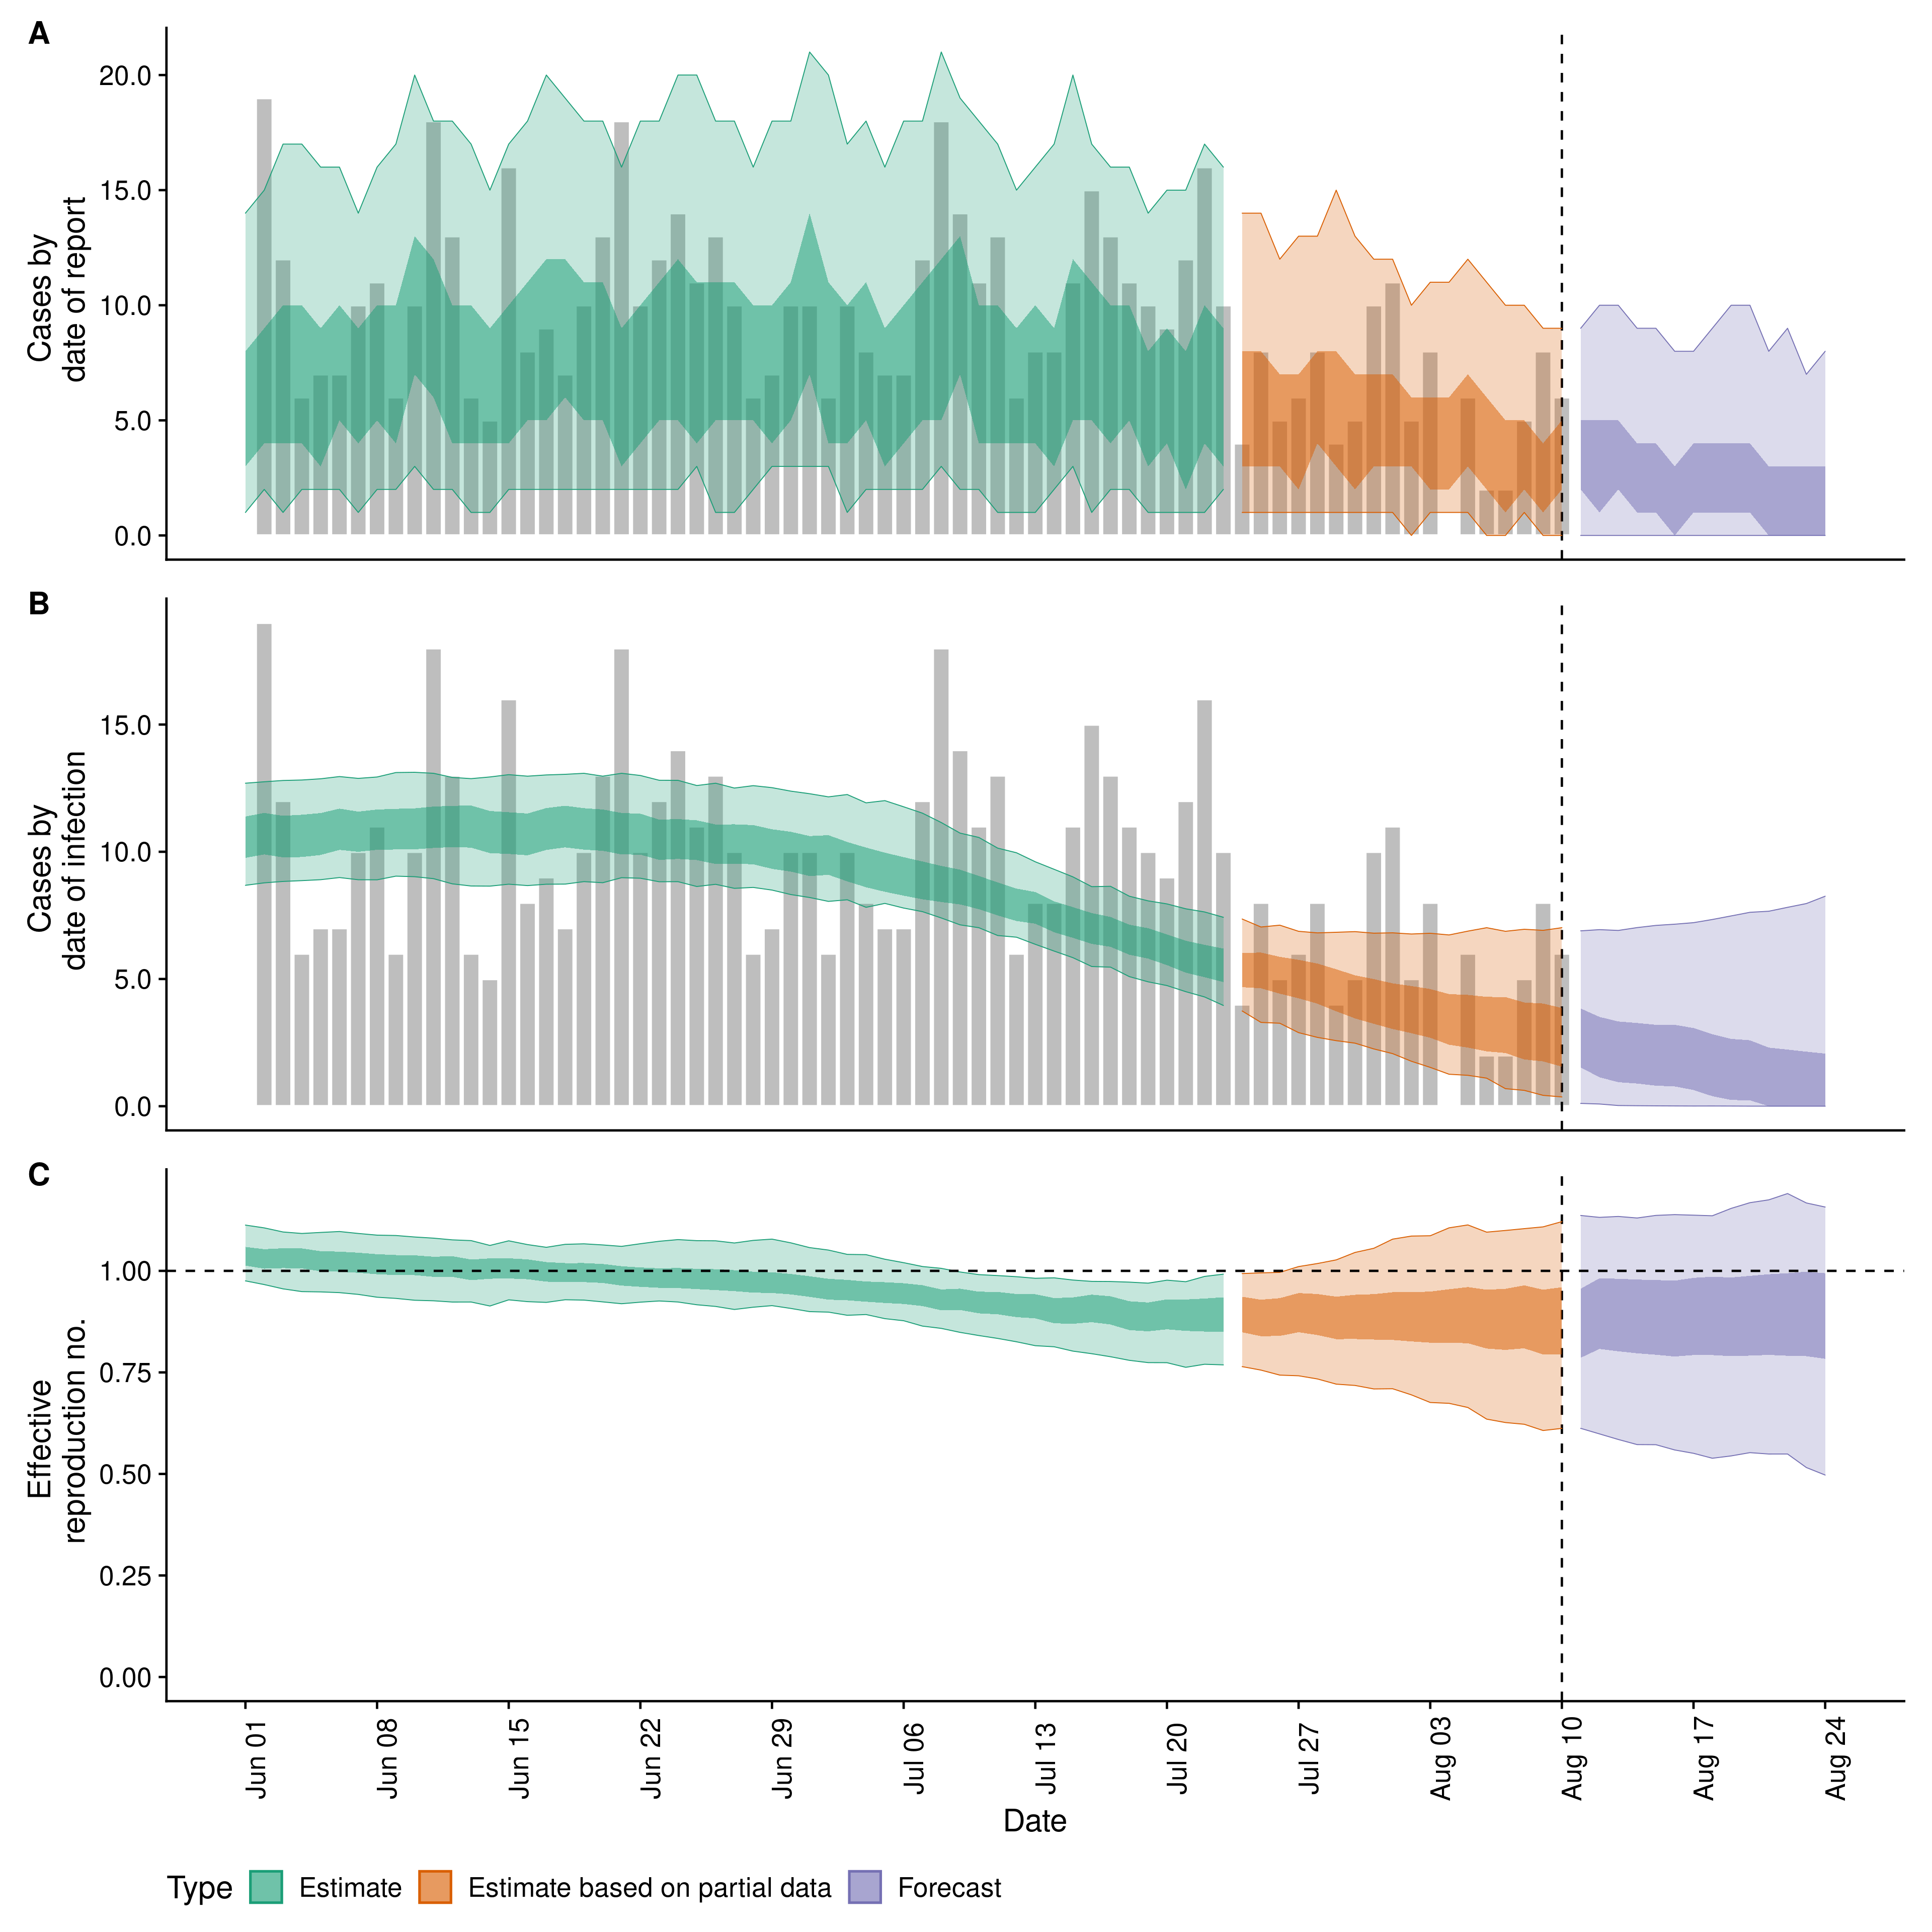 A
Cases by
date of report
20.0
15.0
10.0
5.0
0.0
B
Cases by
date of infection
15.0
10.0
5.0
0.0
C
Effective
reproduction no.
1.00
0.75
0.50
0.25
0.00
Jun 01
Jun 08
Jun 15
Jun 22
Jun 29
Jul 06
Jul 13
Jul 20
Jul 27
Aug 03
Aug 10
Aug 17
Aug 24
Date
Type Estimate Estimate based on partial data Forecast